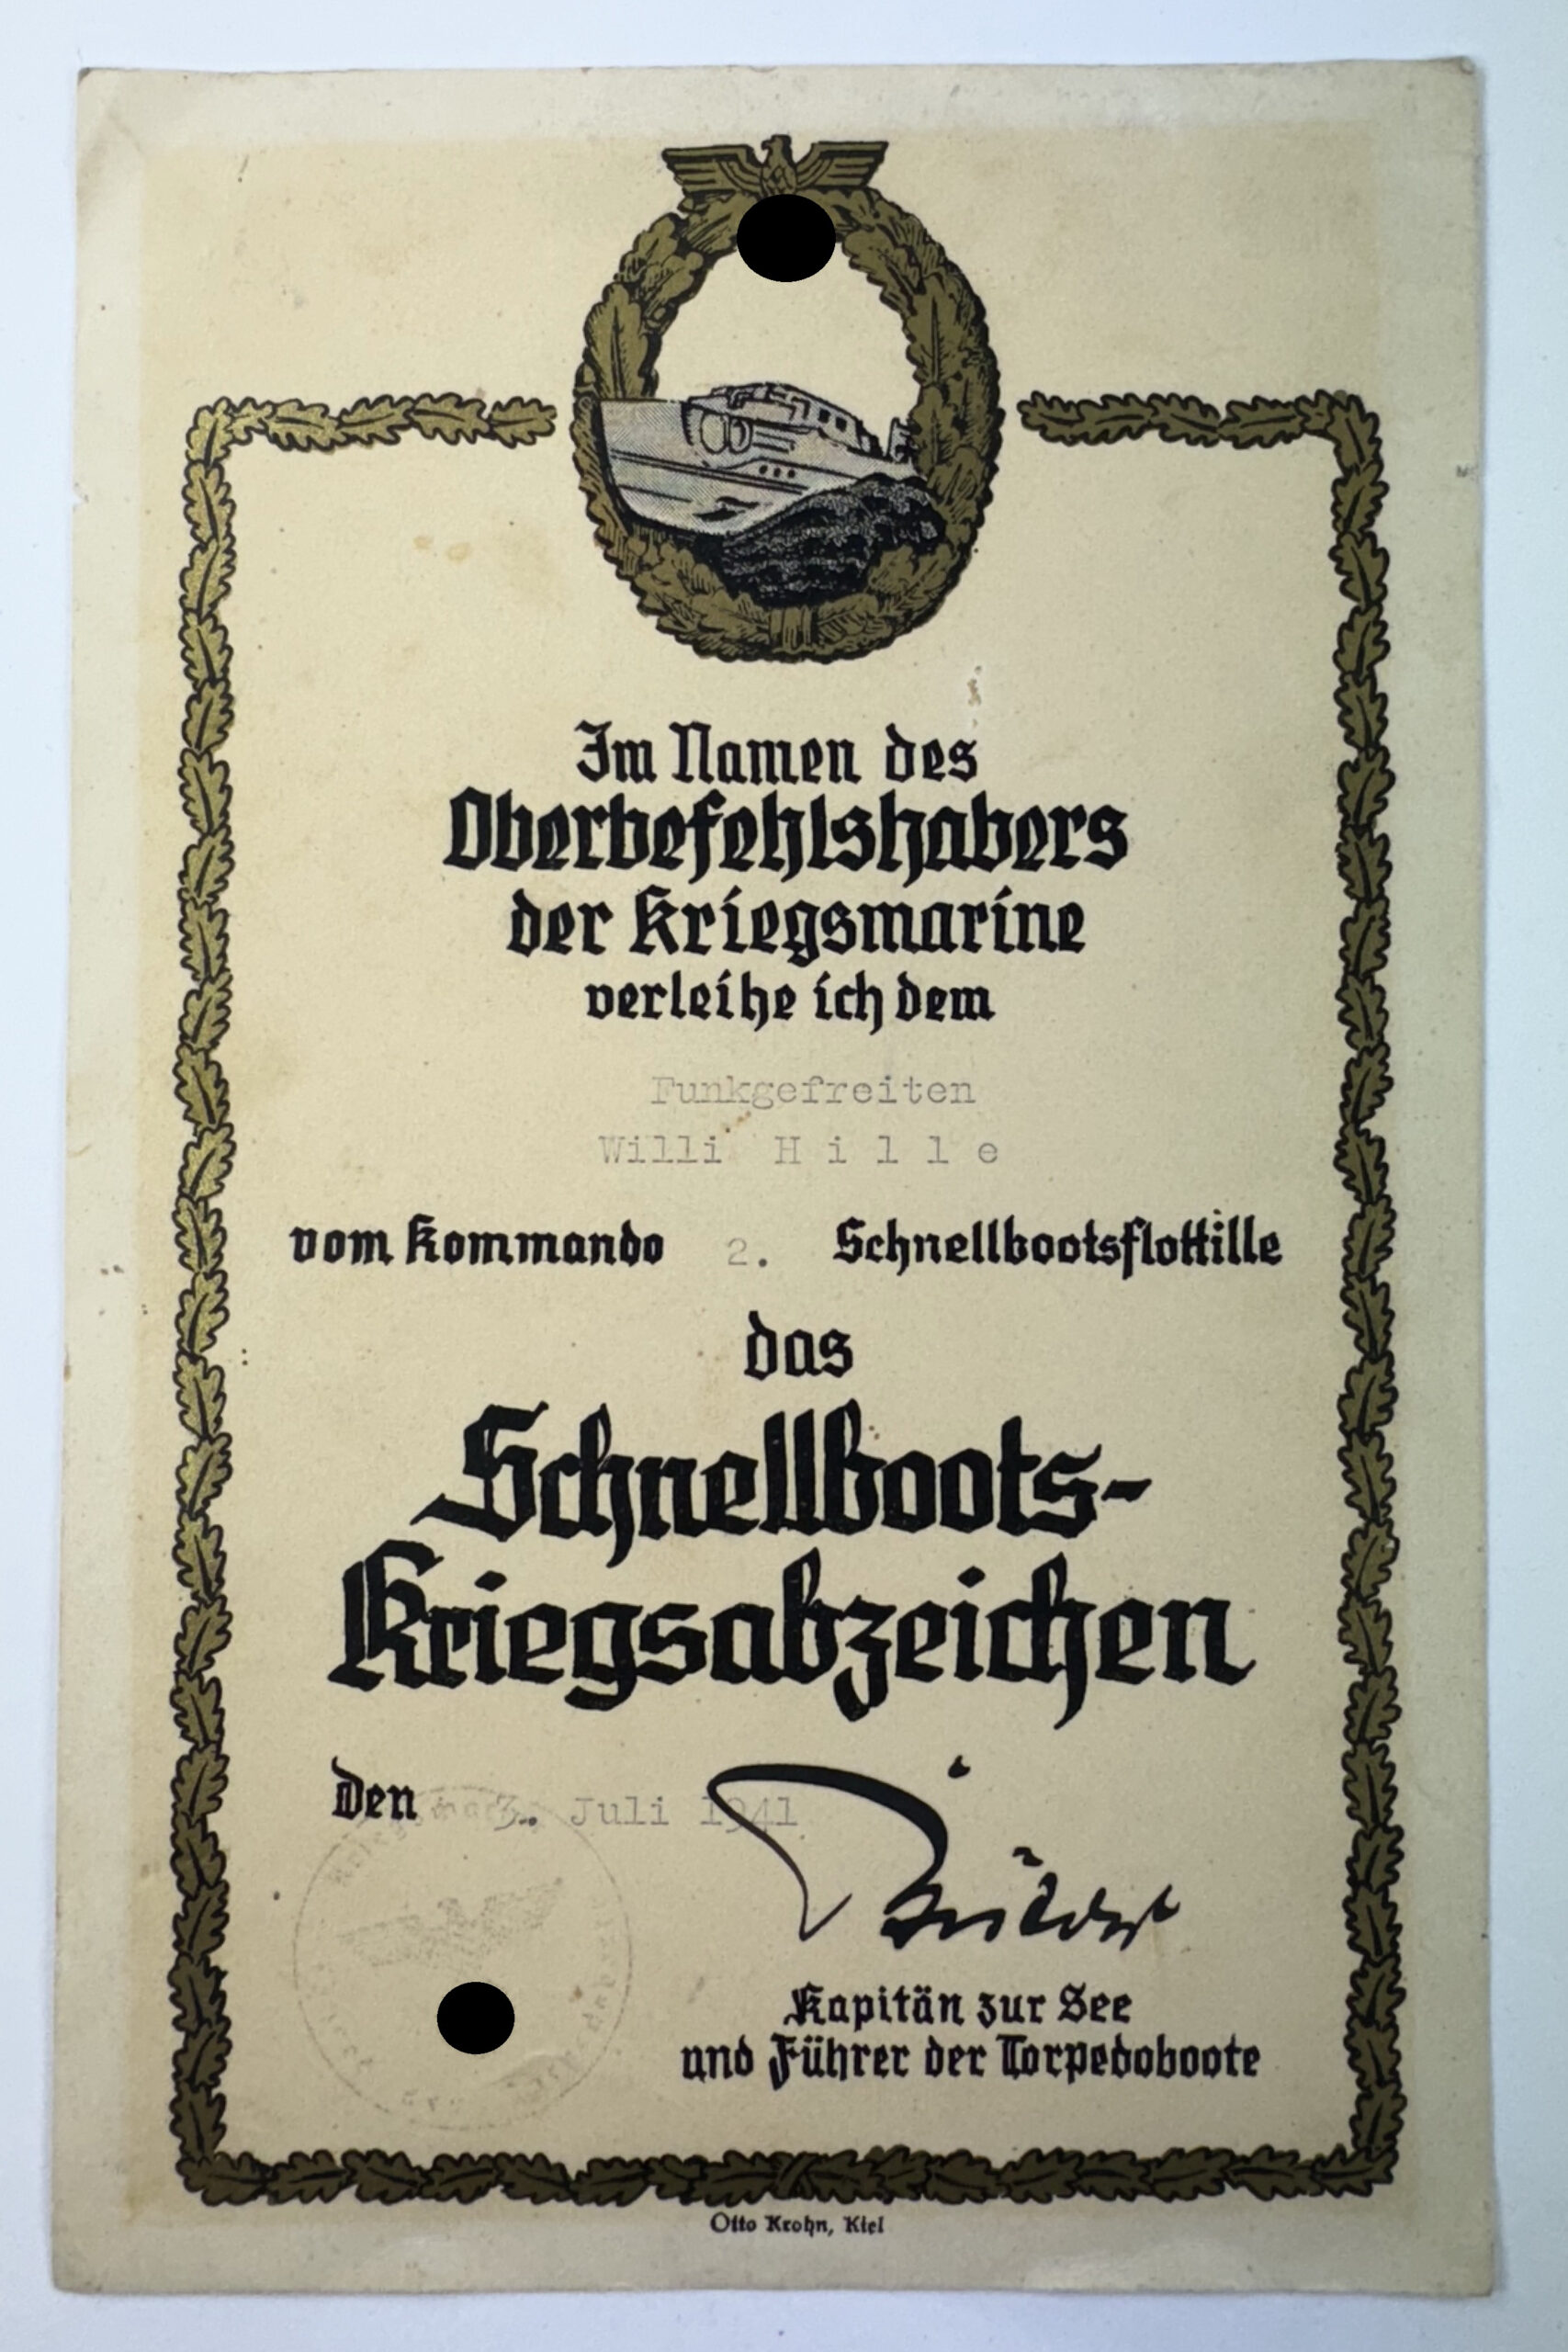 Im Namen des
Oberbefehlshabers
der Kriegsmarine
verleihe ich dem
Funkgefreiten
Willi H i l l e
vom Kommando 2. Schnellbootsflottille
das
Schnellboots-
Kriegsabzeichen
Den 3. Juli 1941
Kapitän zur See
und Führer der Torpedoboote
Otto Krohn, Kiel